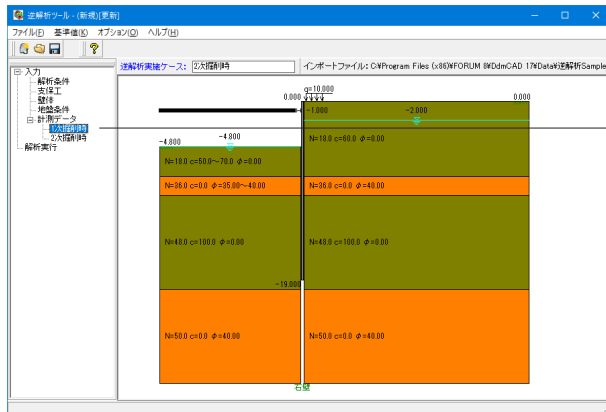 逆解析ツール - (新規)[更新]
ファイル(F) 基準値(K) オプション(O) ヘルプ(H)
逆解析実施ケース: 2次掘削時
インポートファイル: C:¥Program Files (x86)¥FORUM 8¥DdmCAD 17¥Data¥逆解析Sample
入力
解析条件
支保工
壁体
地盤条件
計測データ
1次掘削時
2次掘削時
解析実行
q=10.000
0.000
0.000
-1.000
-2.000
-4.800
-4.800
N=18.0 c=60.0 φ=0.00
N=18.0 c=50.0～70.0 φ=0.00
N=36.0 c=0.0 φ=35.00～40.00
N=36.0 c=0.0 φ=40.00
N=48.0 c=100.0 φ=0.00
N=48.0 c=100.0 φ=0.00
-19.000
N=50.0 c=0.0 φ=40.00
N=50.0 c=0.0 φ=40.00
右壁